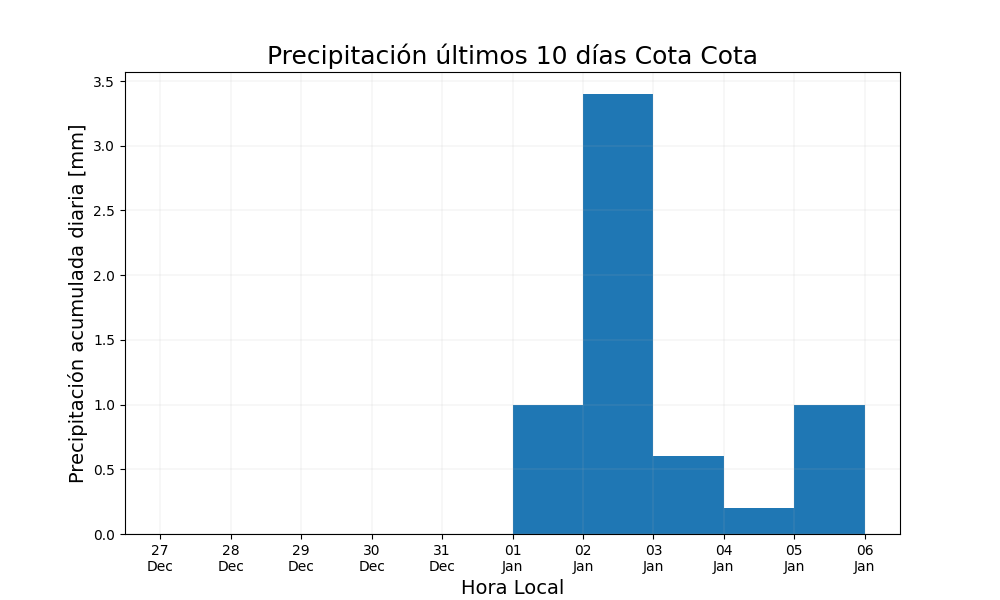 Precipitación últimos 10 días Cota Cota
Precipitación acumulada diaria [mm]
3.5
3.0
2.5
2.0
1.5
1.0
0.5
0.0
27 28 29 30 31 01 02 03 04 05 06
Dec Dec Dec Dec Dec Jan Jan Jan Jan Jan Jan
Hora Local